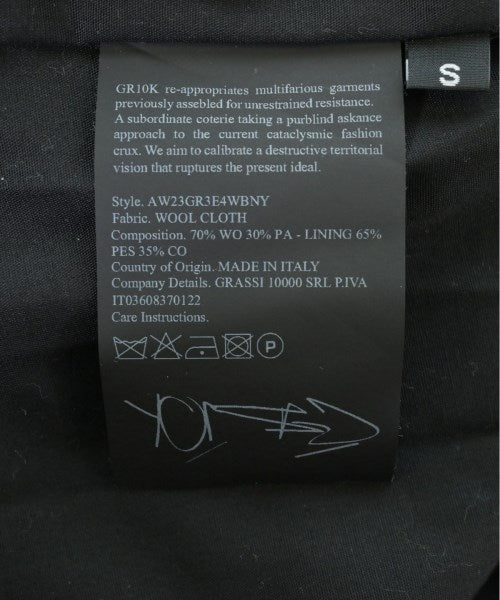 S
GR10K re-appropriates multifarious garments
previously assebled for unrestrained resistance.
A subordinate coterie taking a purblind askance
approach to the current cataclysmic fashion
crux. We aim to calibrate a destructive territorial
vision that ruptures the present ideal.
Style. AW23GR3E4WBNY
Fabric. WOOL CLOTH
Composition. 70% WO 30% PA - LINING 65%
PES 35% CO
Country of Origin. MADE IN ITALY
Company Details. GRASSI 10000 SRL P.IVA
IT03608370122
Care Instructions.
P